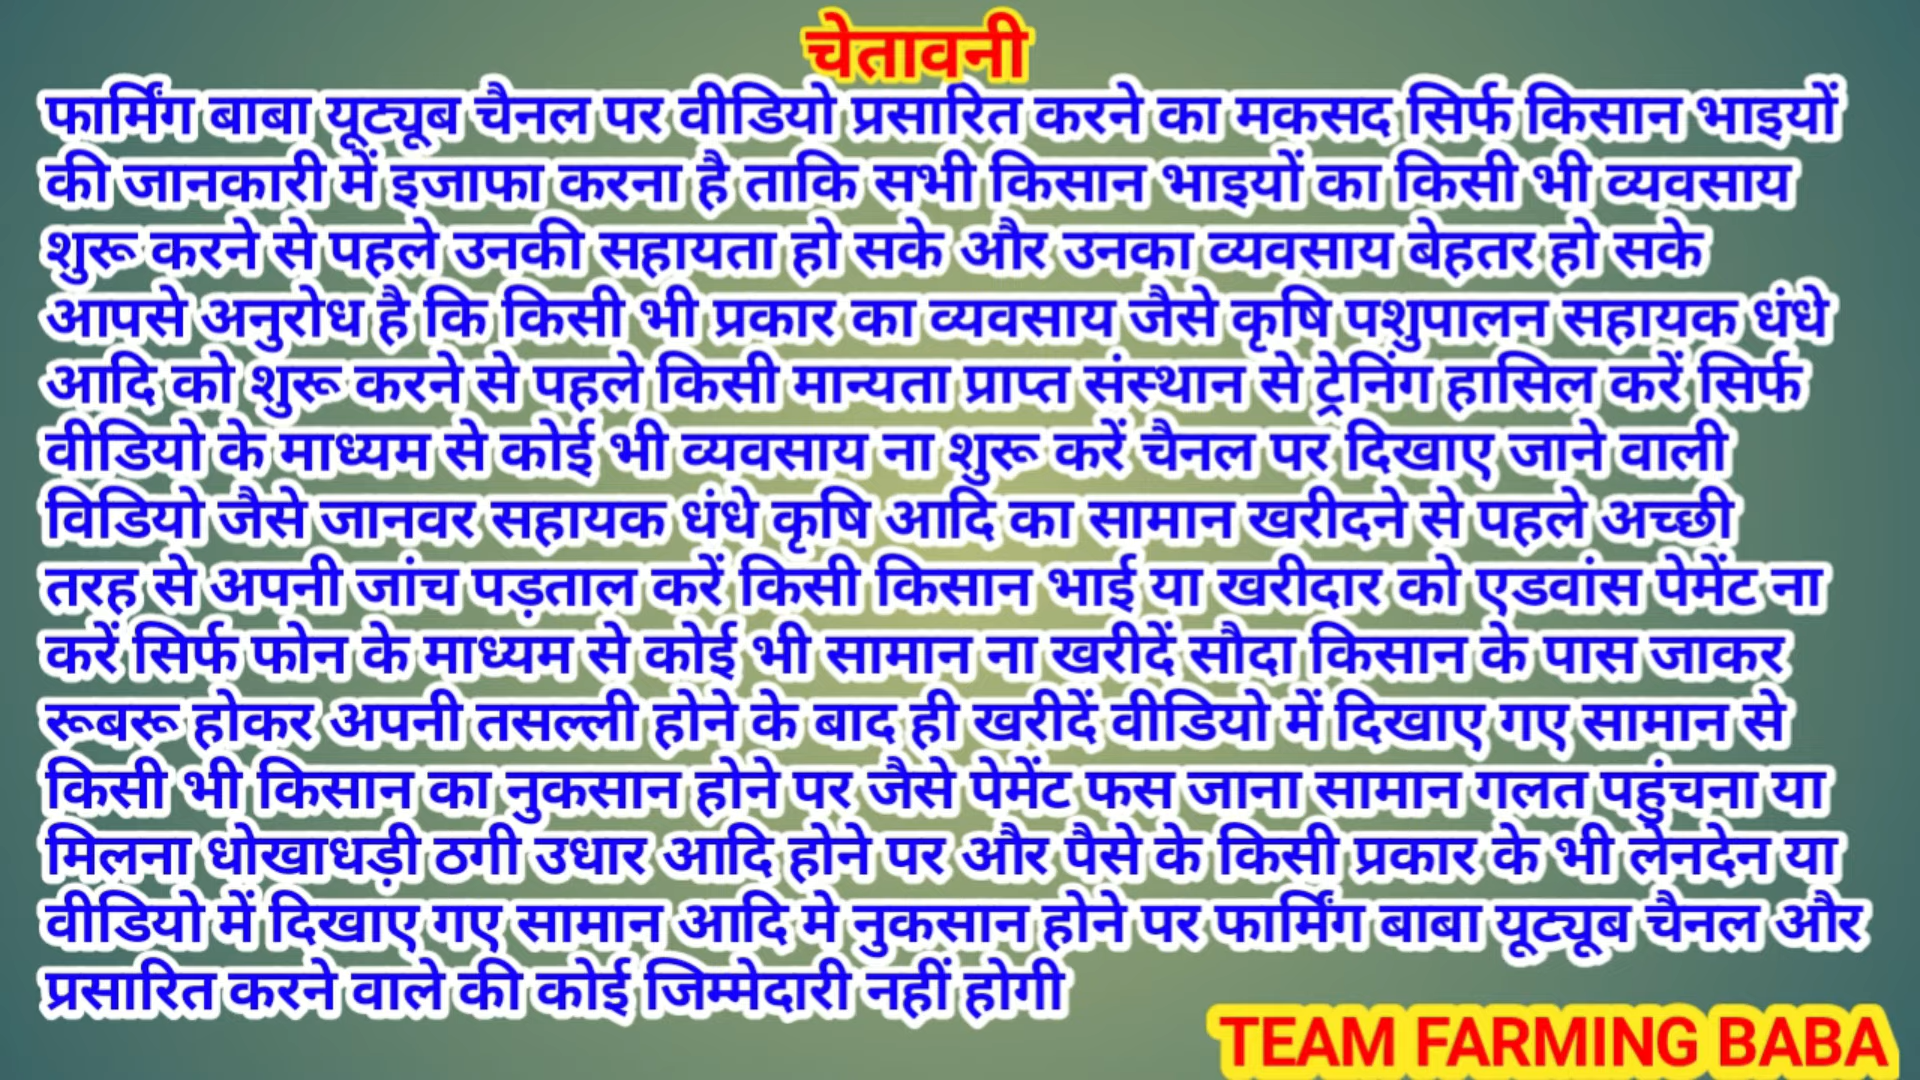 चेतावनी
फार्मिंग बाबा यूट्यूब चैनल पर वीडियो प्रसारित करने का मकसद सिर्फ किसान भाइयों
की जानकारी में इजाफा करना है ताकि सभी किसान भाइयों का किसी भी व्यवसाय
शुरू करने से पहले उनकी सहायता हो सके और उनका व्यवसाय बेहतर हो सके
आपसे अनुरोध है कि किसी भी प्रकार का व्यवसाय जैसे कृषि पशुपालन सहायक धंधे
आदि को शुरू करने से पहले किसी मान्यता प्राप्त संस्थान से ट्रेनिंग हासिल करें सिर्फ
वीडियो के माध्यम से कोई भी व्यवसाय ना शुरू करें चैनल पर दिखाए जाने वाली
विडियो जैसे जानवर सहायक धंधे कृषि आदि का सामान खरीदने से पहले अच्छी
तरह से अपनी जांच पड़ताल करें किसी किसान भाई या खरीदार को एडवांस पेमेंट ना
करें सिर्फ फोन के माध्यम से कोई भी सामान ना खरीदें सौदा किसान के पास जाकर
रूबरू होकर अपनी तसल्ली होने के बाद ही खरीदें वीडियो में दिखाए गए सामान से
किसी भी किसान का नुकसान होने पर जैसे पेमेंट फस जाना सामान गलत पहुंचना या
मिलना धोखाधड़ी ठगी उधार आदि होने पर और पैसे के किसी प्रकार के भी लेनदेन या
वीडियो में दिखाए गए सामान आदि मे नुकसान होने पर फार्मिंग बाबा यूट्यूब चैनल और
प्रसारित करने वाले की कोई जिम्मेदारी नहीं होगी
TEAM FARMING BABA